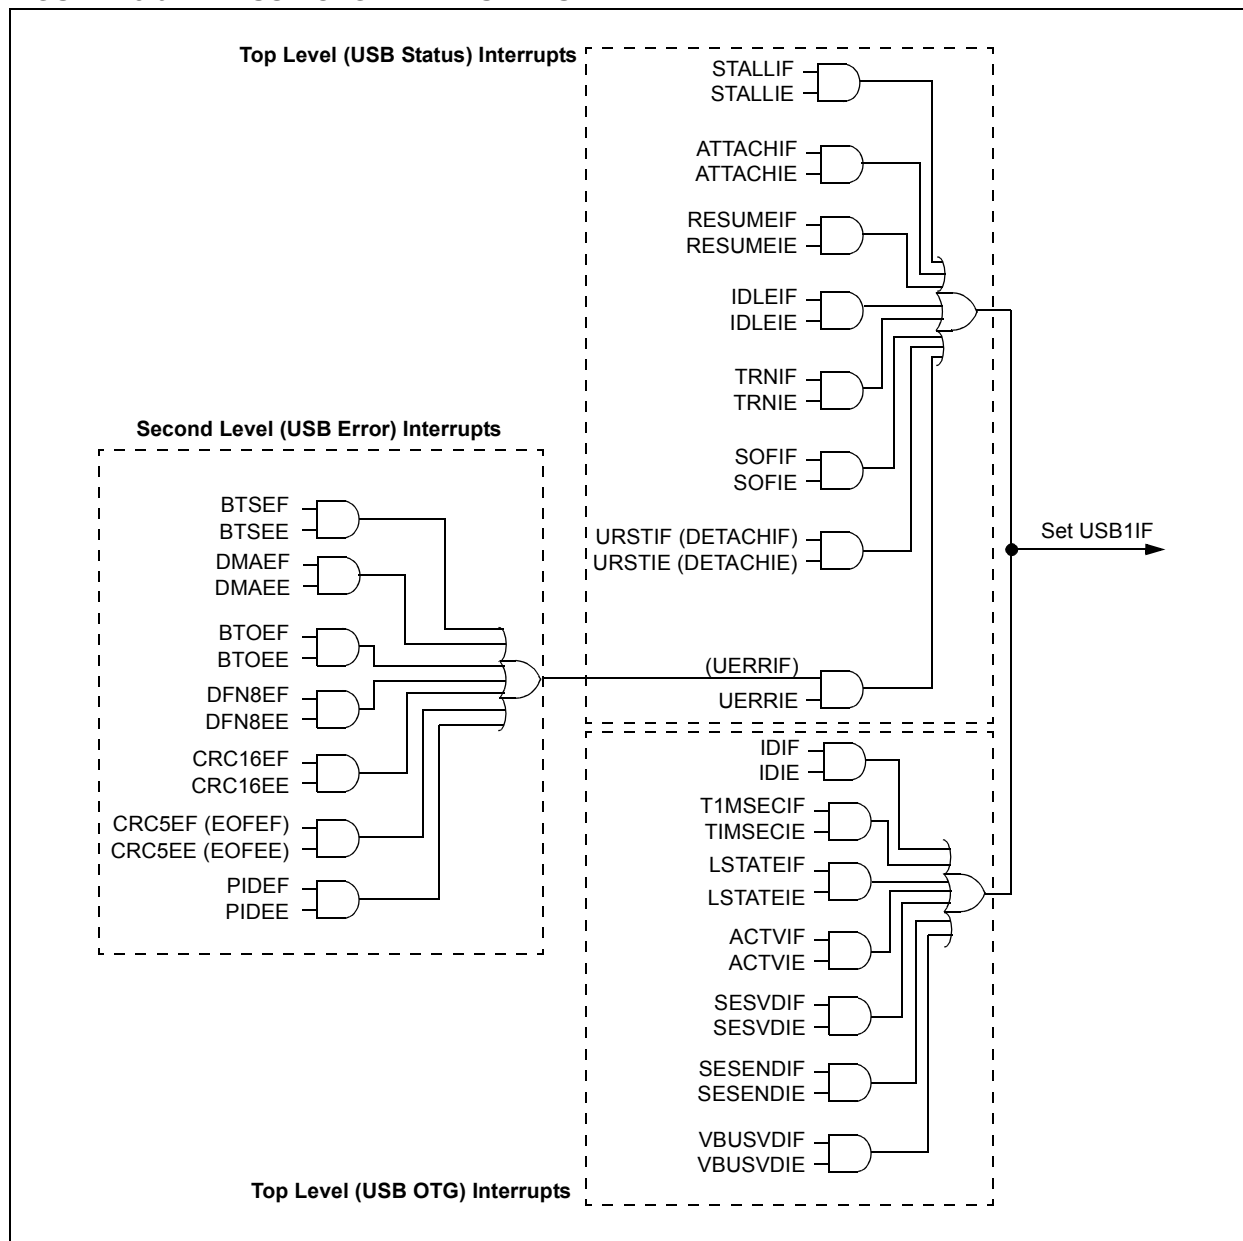 Top Level (USB Status) Interrupts
STALLIF
STALLIE
ATTACHIF
ATTACHIE
RESUMEIF
RESUMEIE
IDLEIF
IDLEIE
TRNIF
TRNIE
SOFIF
SOFIE
URSTIF (DETACHIF)
URSTIE (DETACHIE)
(UERRIF)
UERRIE
Second Level (USB Error) Interrupts
BTSEF
BTSEE
DMAEF
DMAEE
BTOEF
BTOEE
DFN8EF
DFN8EE
CRC16EF
CRC16EE
CRC5EF (EOFEF)
CRC5EE (EOFEE)
PIDEF
PIDEE
Set USB1IF
IDIF
IDIE
T1MSECIF
TIMSECIE
LSTATEIF
LSTATEIE
ACTVIF
ACTVIE
SESVDIF
SESVDIE
SESENDIF
SESENDIE
VBUSVDIF
VBUSVDIE
Top Level (USB OTG) Interrupts